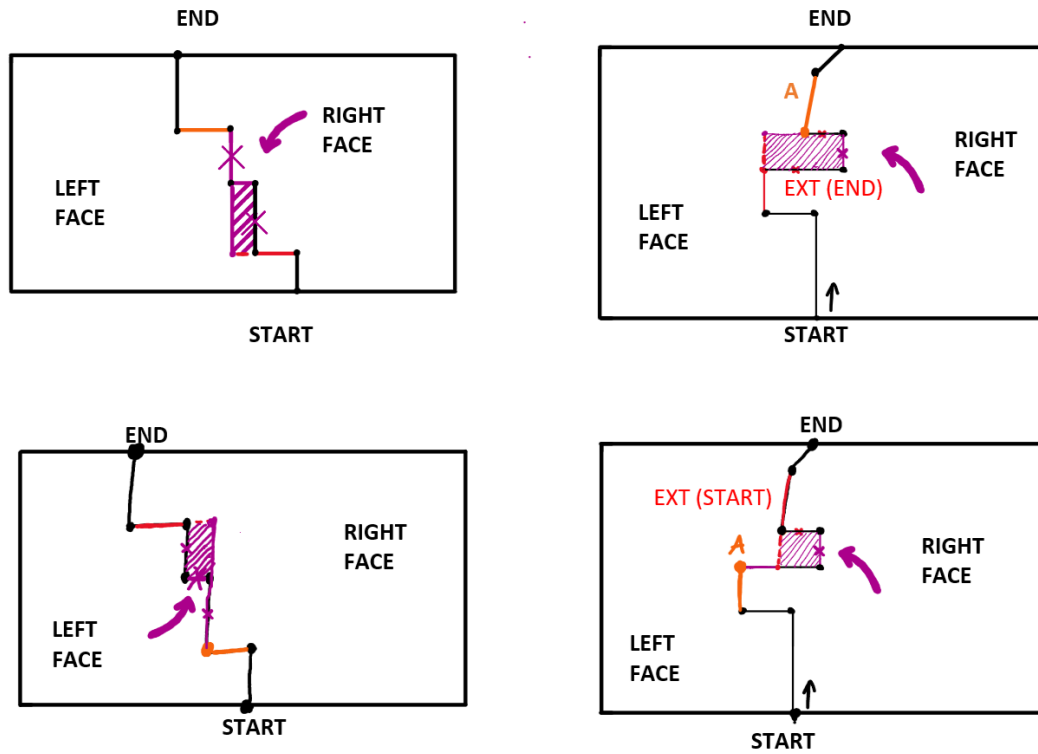 END
RIGHT
FACE
LEFT
FACE
START
END
A
RIGHT
FACE
EXT (END)
LEFT
FACE
START
END
RIGHT
FACE
LEFT
FACE
START
END
EXT (START)
A
RIGHT
FACE
LEFT
FACE
START